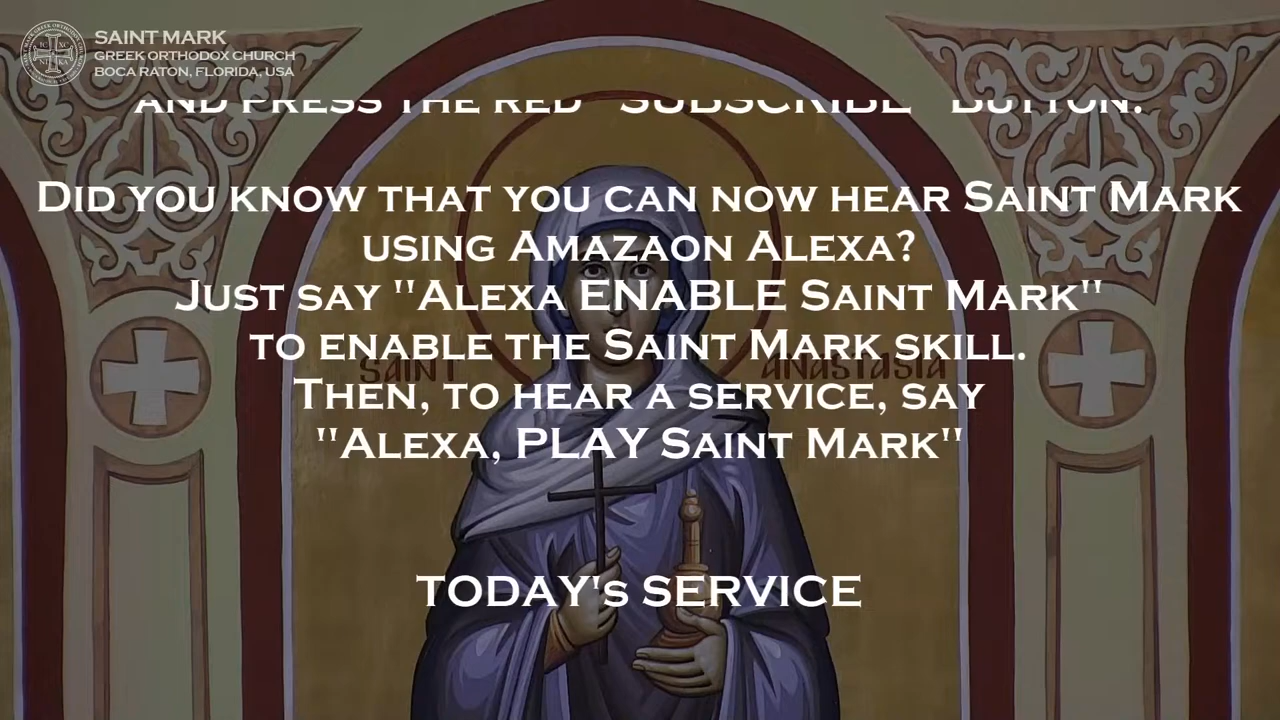 SAINT MARK
GREEK ORTHODOX CHURCH
BOCA RATON, FLORIDA, USA
AND PRESS THE RED "SUBSCRIBE" BUTTON.
DID YOU KNOW THAT YOU CAN NOW HEAR SAINT MARK
USING AMAZAON ALEXA?
JUST SAY "ALEXA ENABLE SAINT MARK"
TO ENABLE THE SAINT MARK SKILL.
THEN, TO HEAR A SERVICE, SAY
"ALEXA, PLAY SAINT MARK"
SAINT ANASTASIA
TODAY's SERVICE